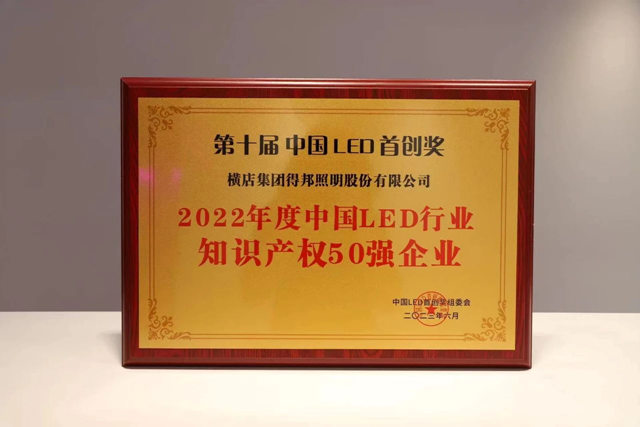 第十届 中国 LED 首创奖
横店集团得邦照明股份有限公司
2022年度中国LED行业
知识产权50强企业
中国LED首创奖组委会
二〇二三年六月